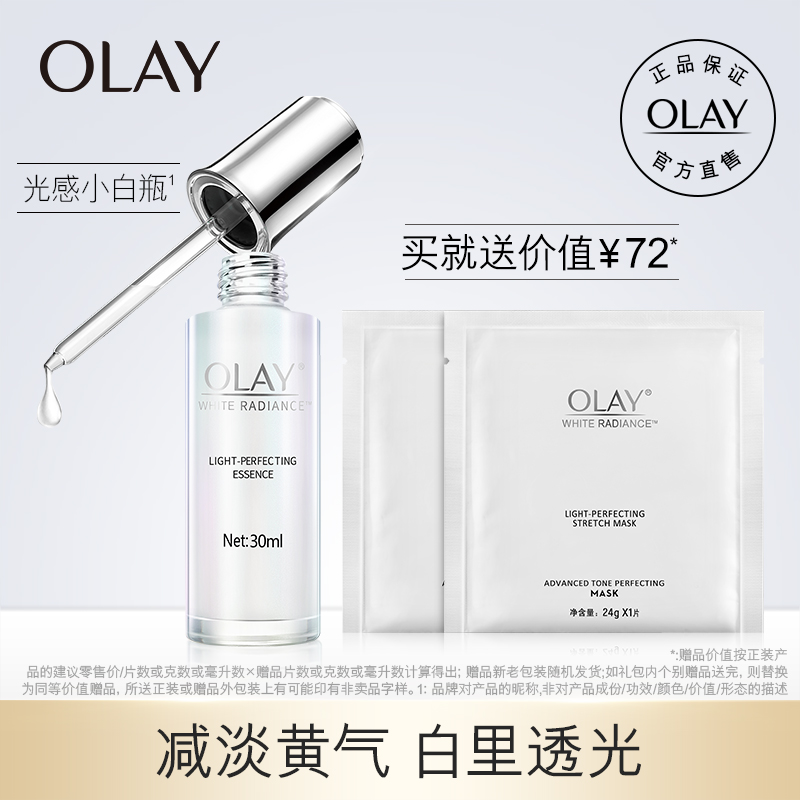 OLAY
正品保证
OLAY
官方直售
光感小白瓶¹
买就送价值¥72*
OLAY®
WHITE RADIANCE™
LIGHT-PERFECTING
ESSENCE
Net:30ml
OLAY®
WHITE RADIANCE™
LIGHT-PERFECTING
STRETCH MASK
ADVANCED TONE PERFECTING
MASK
净含量：24g X1片
*:赠品价值按正装产
品的建议零售价/片数或克数或毫升数×赠品片数或克数或毫升数计算得出; 赠品新老包装随机发货;如礼包内个别赠品送完, 则替换
为同等价值赠品, 所送正装或赠品外包装上有可能印有非卖品字样。1: 品牌对产品的昵称,非对产品成份/功效/颜色/价值/形态的描述
减淡黄气 白里透光